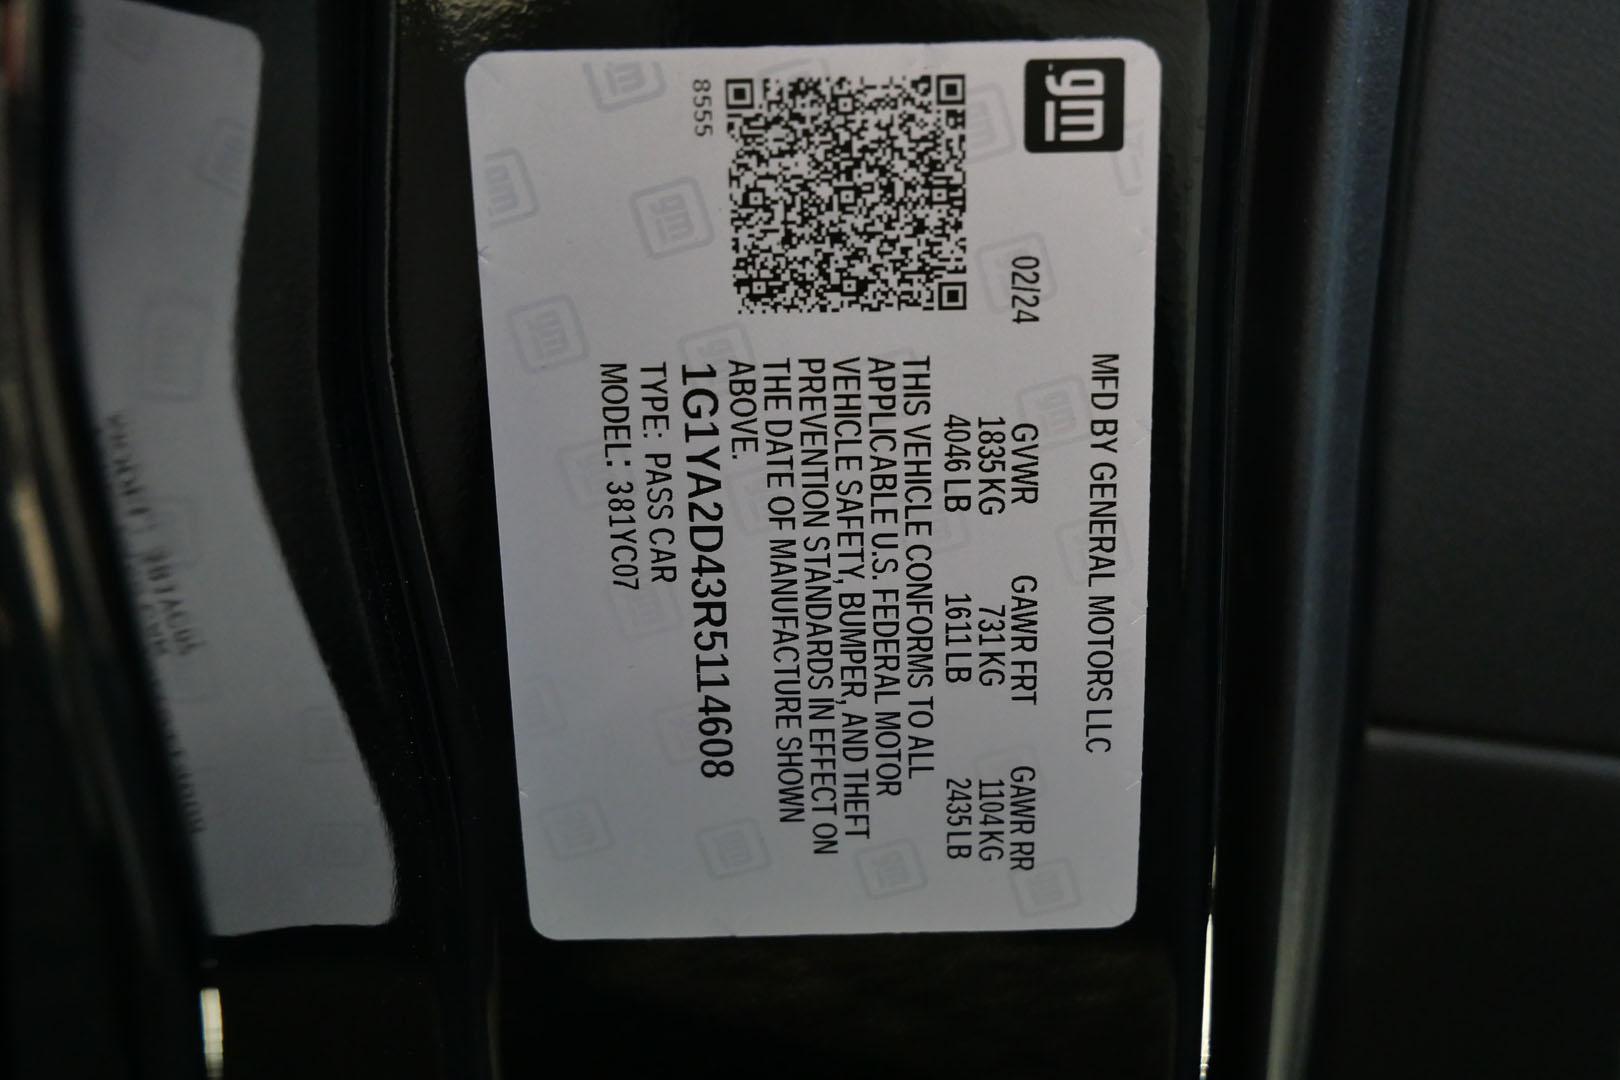 gm
MFD BY GENERAL MOTORS LLC
02/24
GVWR GAWR FRT GAWR RR
1835 KG 731 KG 1104 KG
4046 LB 1611 LB 2435 LB
THIS VEHICLE CONFORMS TO ALL
APPLICABLE U.S. FEDERAL MOTOR
VEHICLE SAFETY, BUMPER, AND THEFT
PREVENTION STANDARDS IN EFFECT ON
THE DATE OF MANUFACTURE SHOWN
ABOVE.
8555
1G1YA2D43R5114608
TYPE: PASS CAR
MODEL: 381YC07